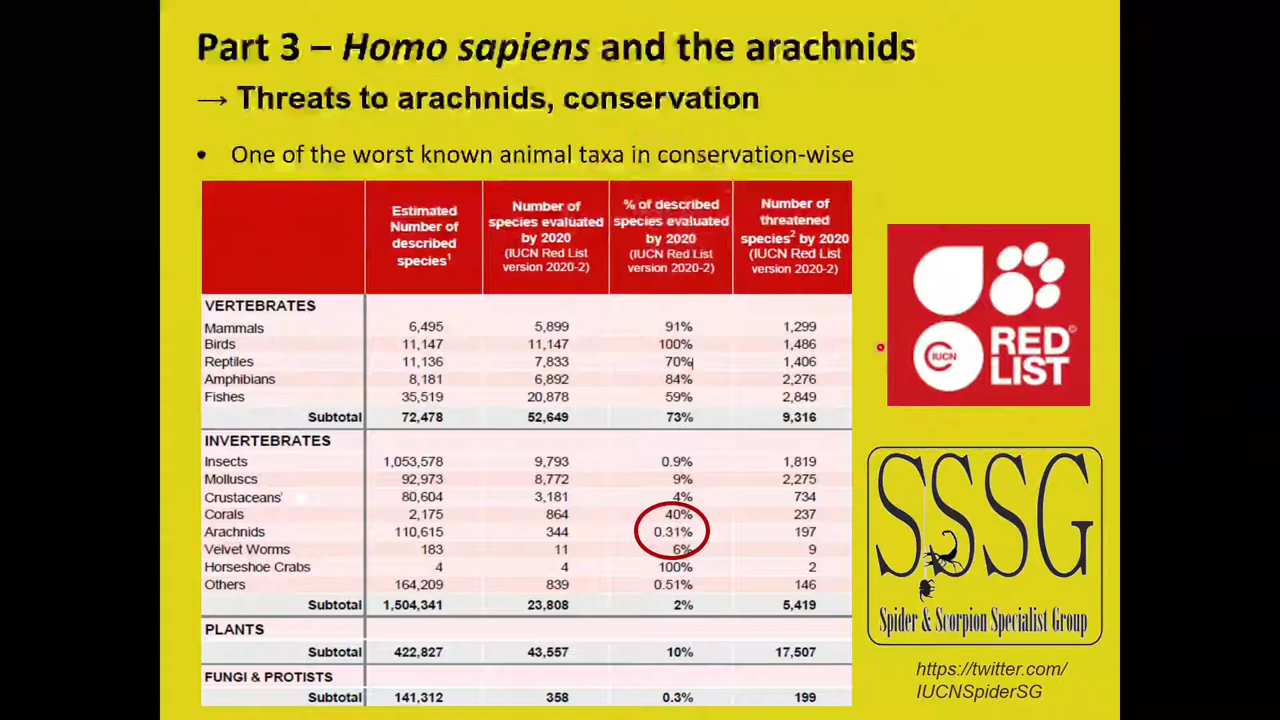 Part 3 – Homo sapiens and the arachnids
→ Threats to arachnids, conservation
• One of the worst known animal taxa in conservation-wise
Estimated Number of described species¹
Number of species evaluated by 2020 (IUCN Red List version 2020-2)
% of described species evaluated by 2020 (IUCN Red List version 2020-2)
Number of threatened species² by 2020 (IUCN Red List version 2020-2)
VERTEBRATES
Mammals 6,495 5,899 91% 1,299
Birds 11,147 11,147 100% 1,486
Reptiles 11,136 7,833 70% 1,406
Amphibians 8,181 6,892 84% 2,276
Fishes 35,519 20,878 59% 2,849
Subtotal 72,478 52,649 73% 9,316
INVERTEBRATES
Insects 1,053,578 9,793 0.9% 1,819
Molluscs 92,973 8,772 9% 2,275
Crustaceans 80,604 3,181 4% 734
Corals 2,175 864 40% 237
Arachnids 110,615 344 0.31% 197
Velvet Worms 183 11 6% 9
Horseshoe Crabs 4 4 100% 2
Others 164,209 839 0.51% 146
Subtotal 1,504,341 23,808 2% 5,419
PLANTS
Subtotal 422,827 43,557 10% 17,507
FUNGI & PROTISTS
Subtotal 141,312 358 0.3% 199
IUCN
RED
LIST
©
SSSG
Spider & Scorpion Specialist Group
https://twitter.com/
IUCNSpiderSG